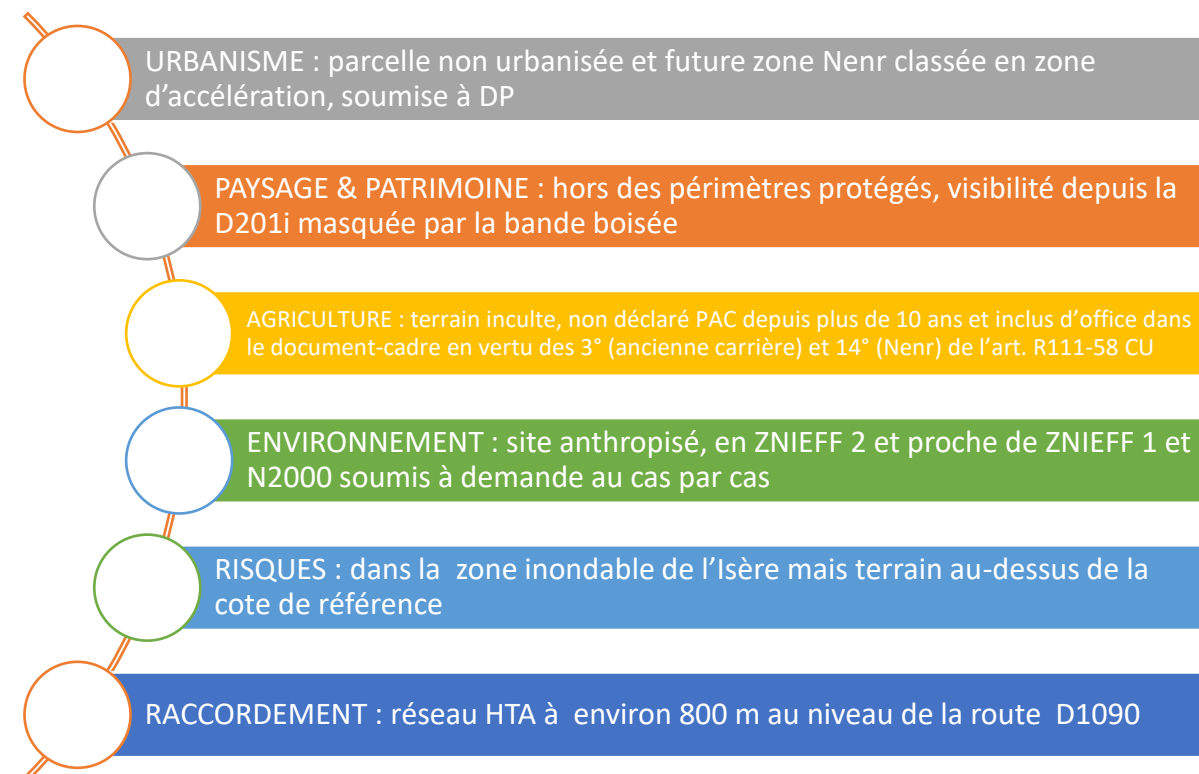 URBANISME : parcelle non urbanisée et future zone Nenr classée en zone
d’accélération, soumise à DP
PAYSAGE & PATRIMOINE : hors des périmètres protégés, visibilité depuis la
D201i masquée par la bande boisée
AGRICULTURE : terrain inculte, non déclaré PAC depuis plus de 10 ans et inclus d’office dans
le document-cadre en vertu des 3° (ancienne carrière) et 14° (Nenr) de l’art. R111-58 CU
ENVIRONNEMENT : site anthropisé, en ZNIEFF 2 et proche de ZNIEFF 1 et
N2000 soumis à demande au cas par cas
RISQUES : dans la zone inondable de l’Isère mais terrain au-dessus de la
cote de référence
RACCORDEMENT : réseau HTA à environ 800 m au niveau de la route D1090